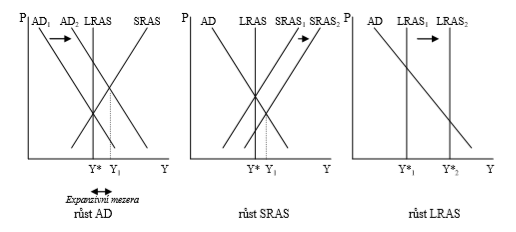 P AD₁ AD₂ LRAS SRAS
Y* Y₁ Y
Expanzivní mezera
růst AD
P AD LRAS SRAS₁ SRAS₂
Y* Y₁ Y
růst SRAS
P AD LRAS₁ LRAS₂
Y*₁ Y*₂ Y
růst LRAS